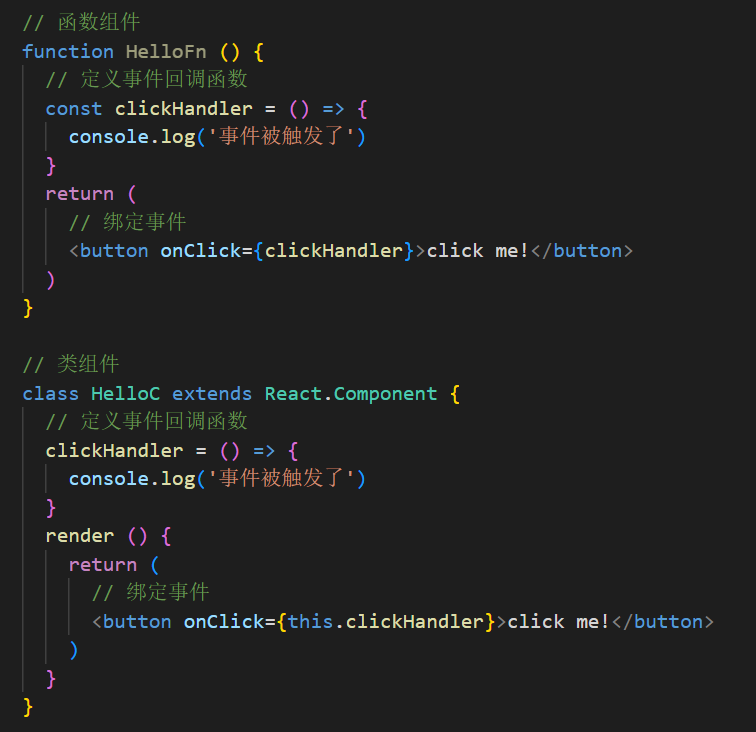 // 函数组件
function HelloFn () {
  // 定义事件回调函数
  const clickHandler = () => {
    console.log('事件被触发了')
  }
  return (
    // 绑定事件
    <button onClick={clickHandler}>click me!</button>
  )
}

// 类组件
class HelloC extends React.Component {
  // 定义事件回调函数
  clickHandler = () => {
    console.log('事件被触发了')
  }
  render () {
    return (
      // 绑定事件
      <button onClick={this.clickHandler}>click me!</button>
    )
  }
}